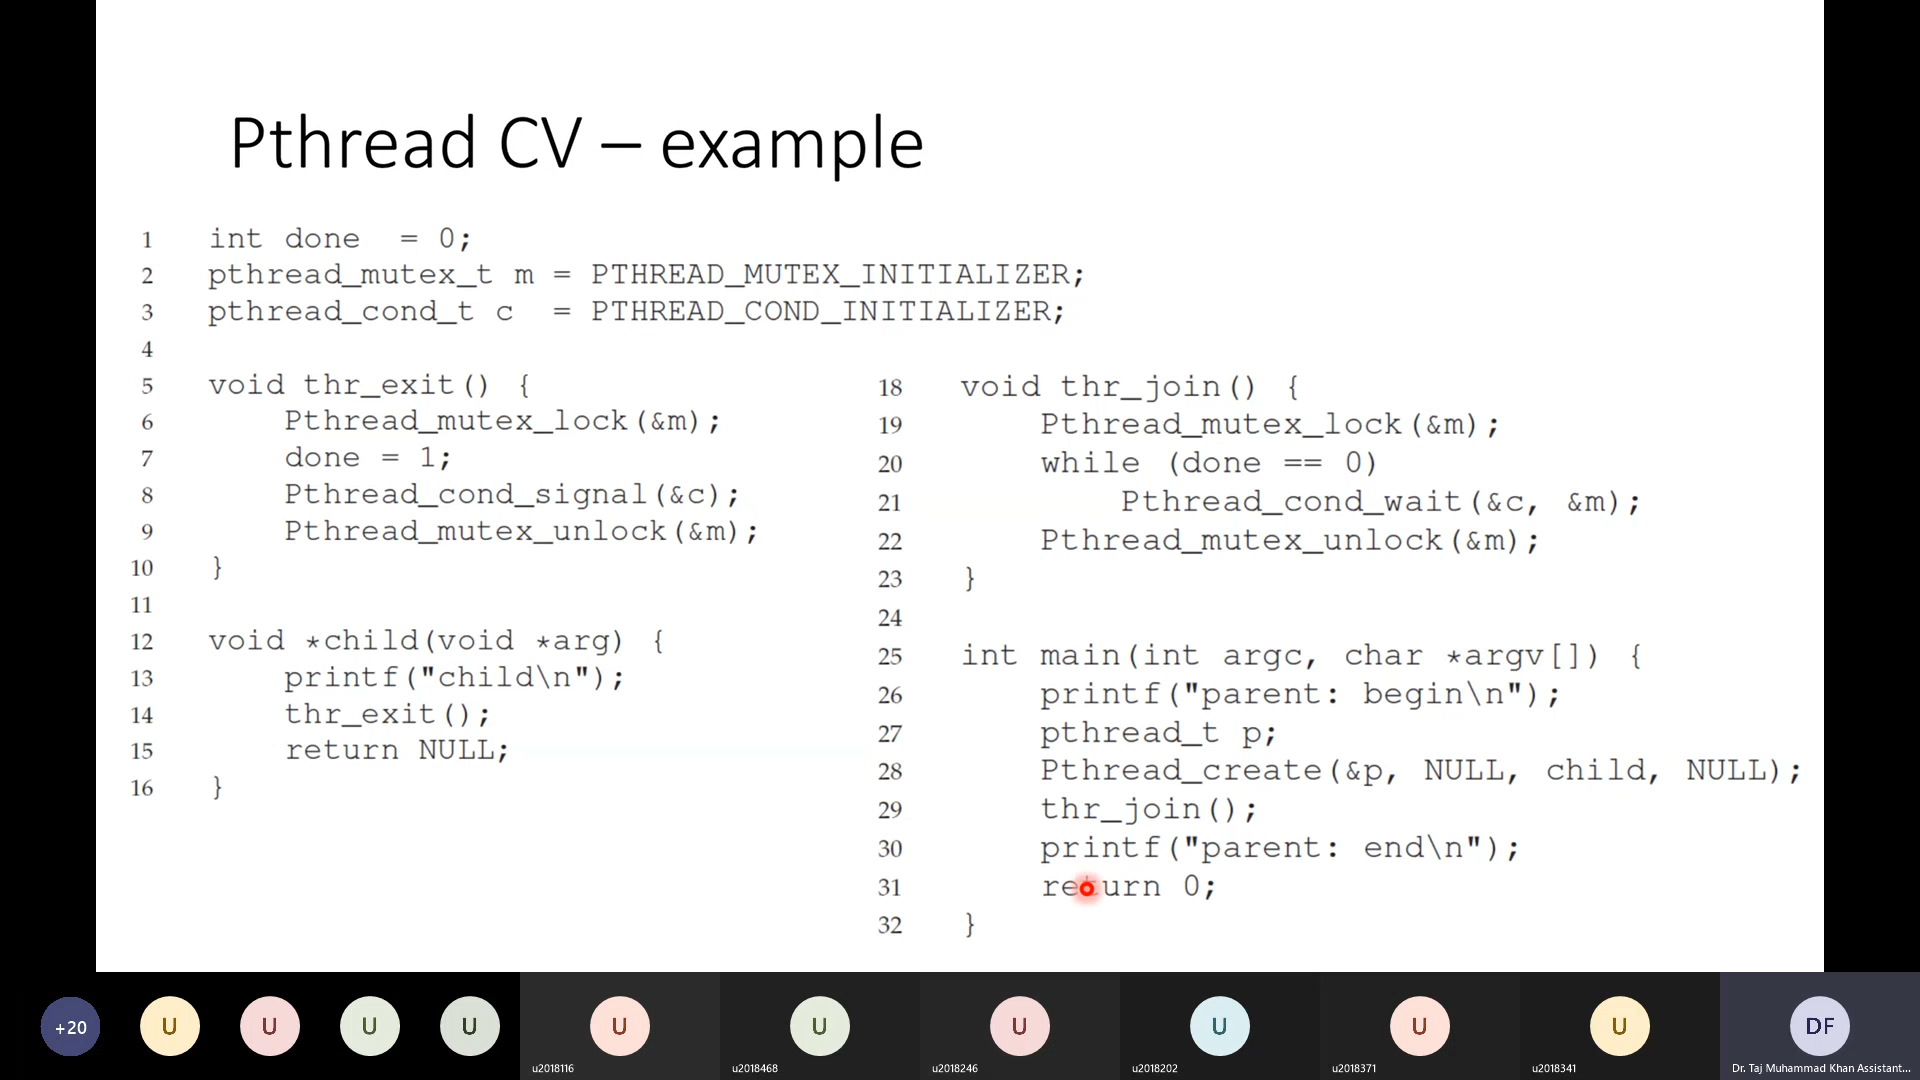 Pthread CV – example
1 int done = 0;
2 pthread_mutex_t m = PTHREAD_MUTEX_INITIALIZER;
3 pthread_cond_t c = PTHREAD_COND_INITIALIZER;
4
5 void thr_exit() {
6 Pthread_mutex_lock(&m);
7 done = 1;
8 Pthread_cond_signal(&c);
9 Pthread_mutex_unlock(&m);
10 }
11
12 void *child(void *arg) {
13 printf("child\n");
14 thr_exit();
15 return NULL;
16 }
18 void thr_join() {
19 Pthread_mutex_lock(&m);
20 while (done == 0)
21 Pthread_cond_wait(&c, &m);
22 Pthread_mutex_unlock(&m);
23 }
24
25 int main(int argc, char *argv[]) {
26 printf("parent: begin\n");
27 pthread_t p;
28 Pthread_create(&p, NULL, child, NULL);
29 thr_join();
30 printf("parent: end\n");
31 return 0;
32 }
+20 U U U U U U U U U U DF
u2018116 u2018468 u2018246 u2018202 u2018371 u2018341 Dr. Taj Muhammad Khan Assistant...